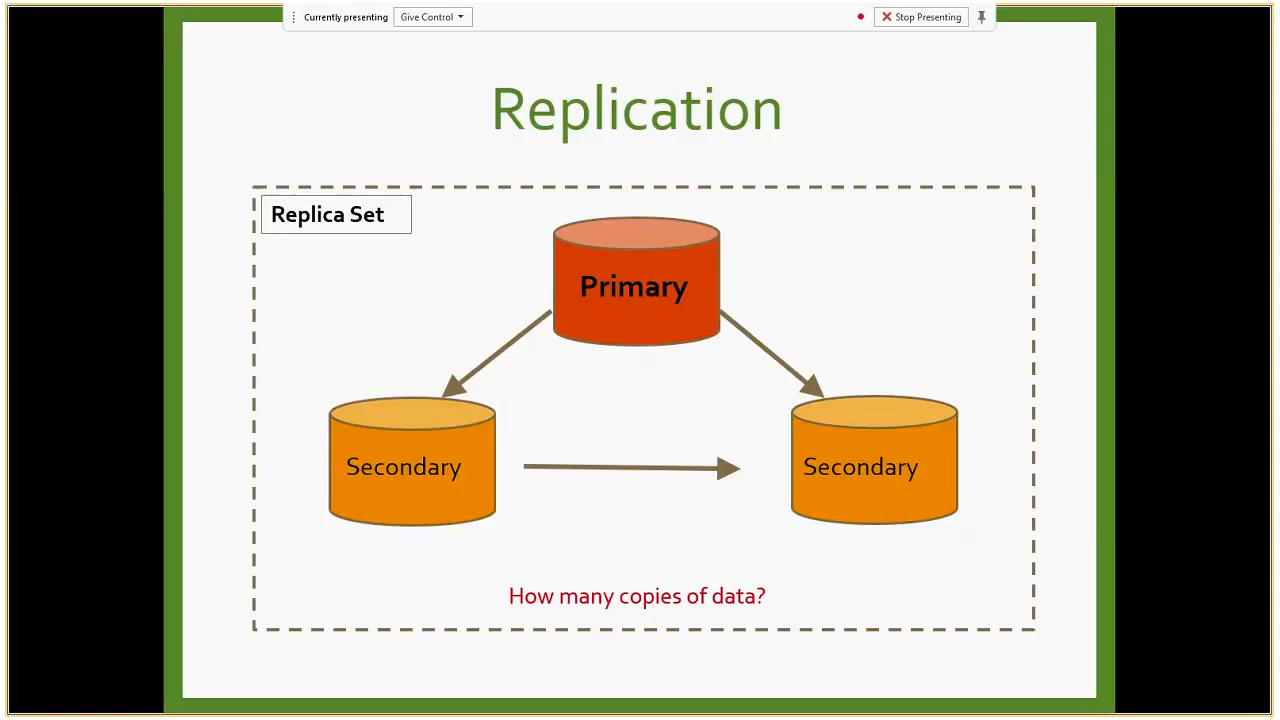 Currently presenting
Give Control
Stop Presenting
Replication
Replica Set
Primary
Secondary
Secondary
How many copies of data?